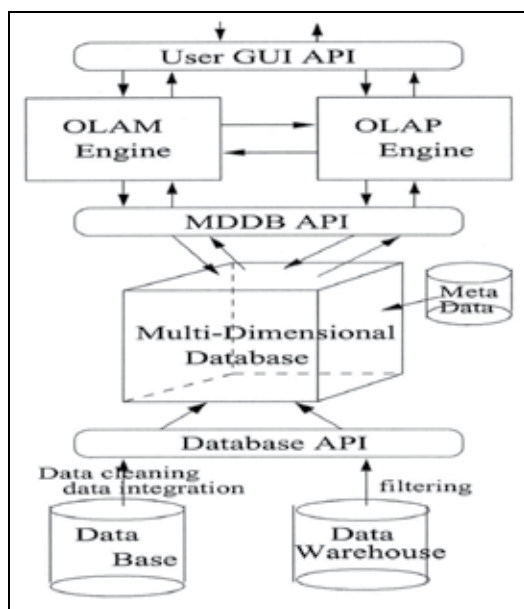 User GUI API
OLAM
Engine
OLAP
Engine
MDDB API
Meta
Data
Multi-Dimensional
Database
Database API
Data cleaning
data integration
filtering
Data
Base
Data
Warehouse